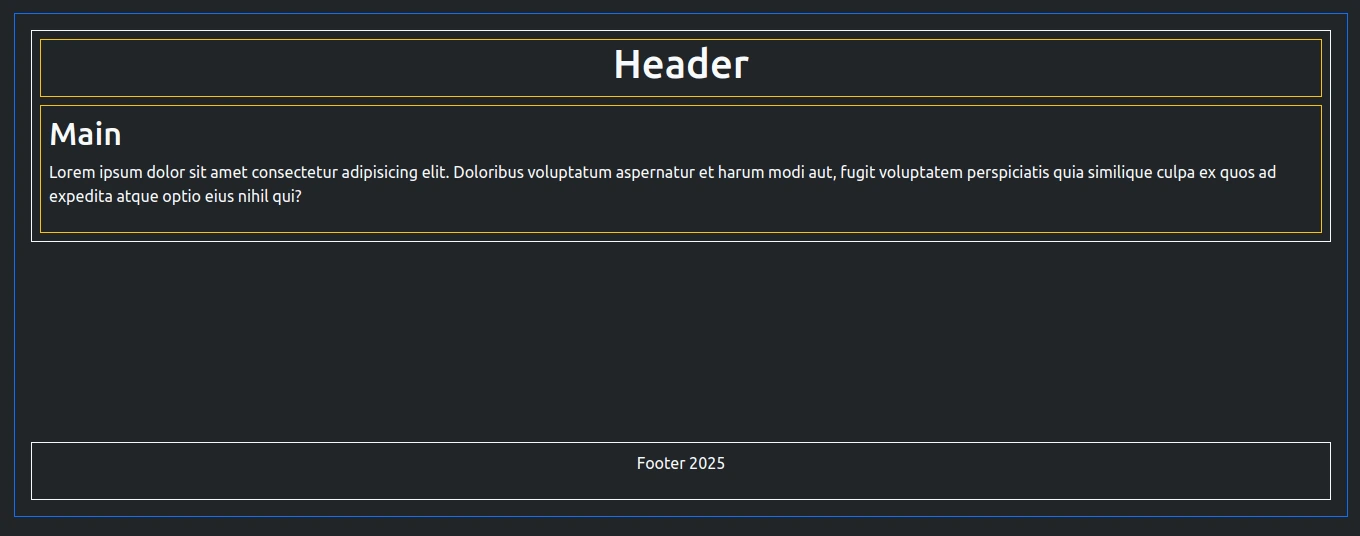 Header
Main
Lorem ipsum dolor sit amet consectetur adipisicing elit. Doloribus voluptatum aspernatur et harum modi aut, fugit voluptatem perspiciatis quia similique culpa ex quos ad
expedita atque optio eius nihil qui?
Footer 2025